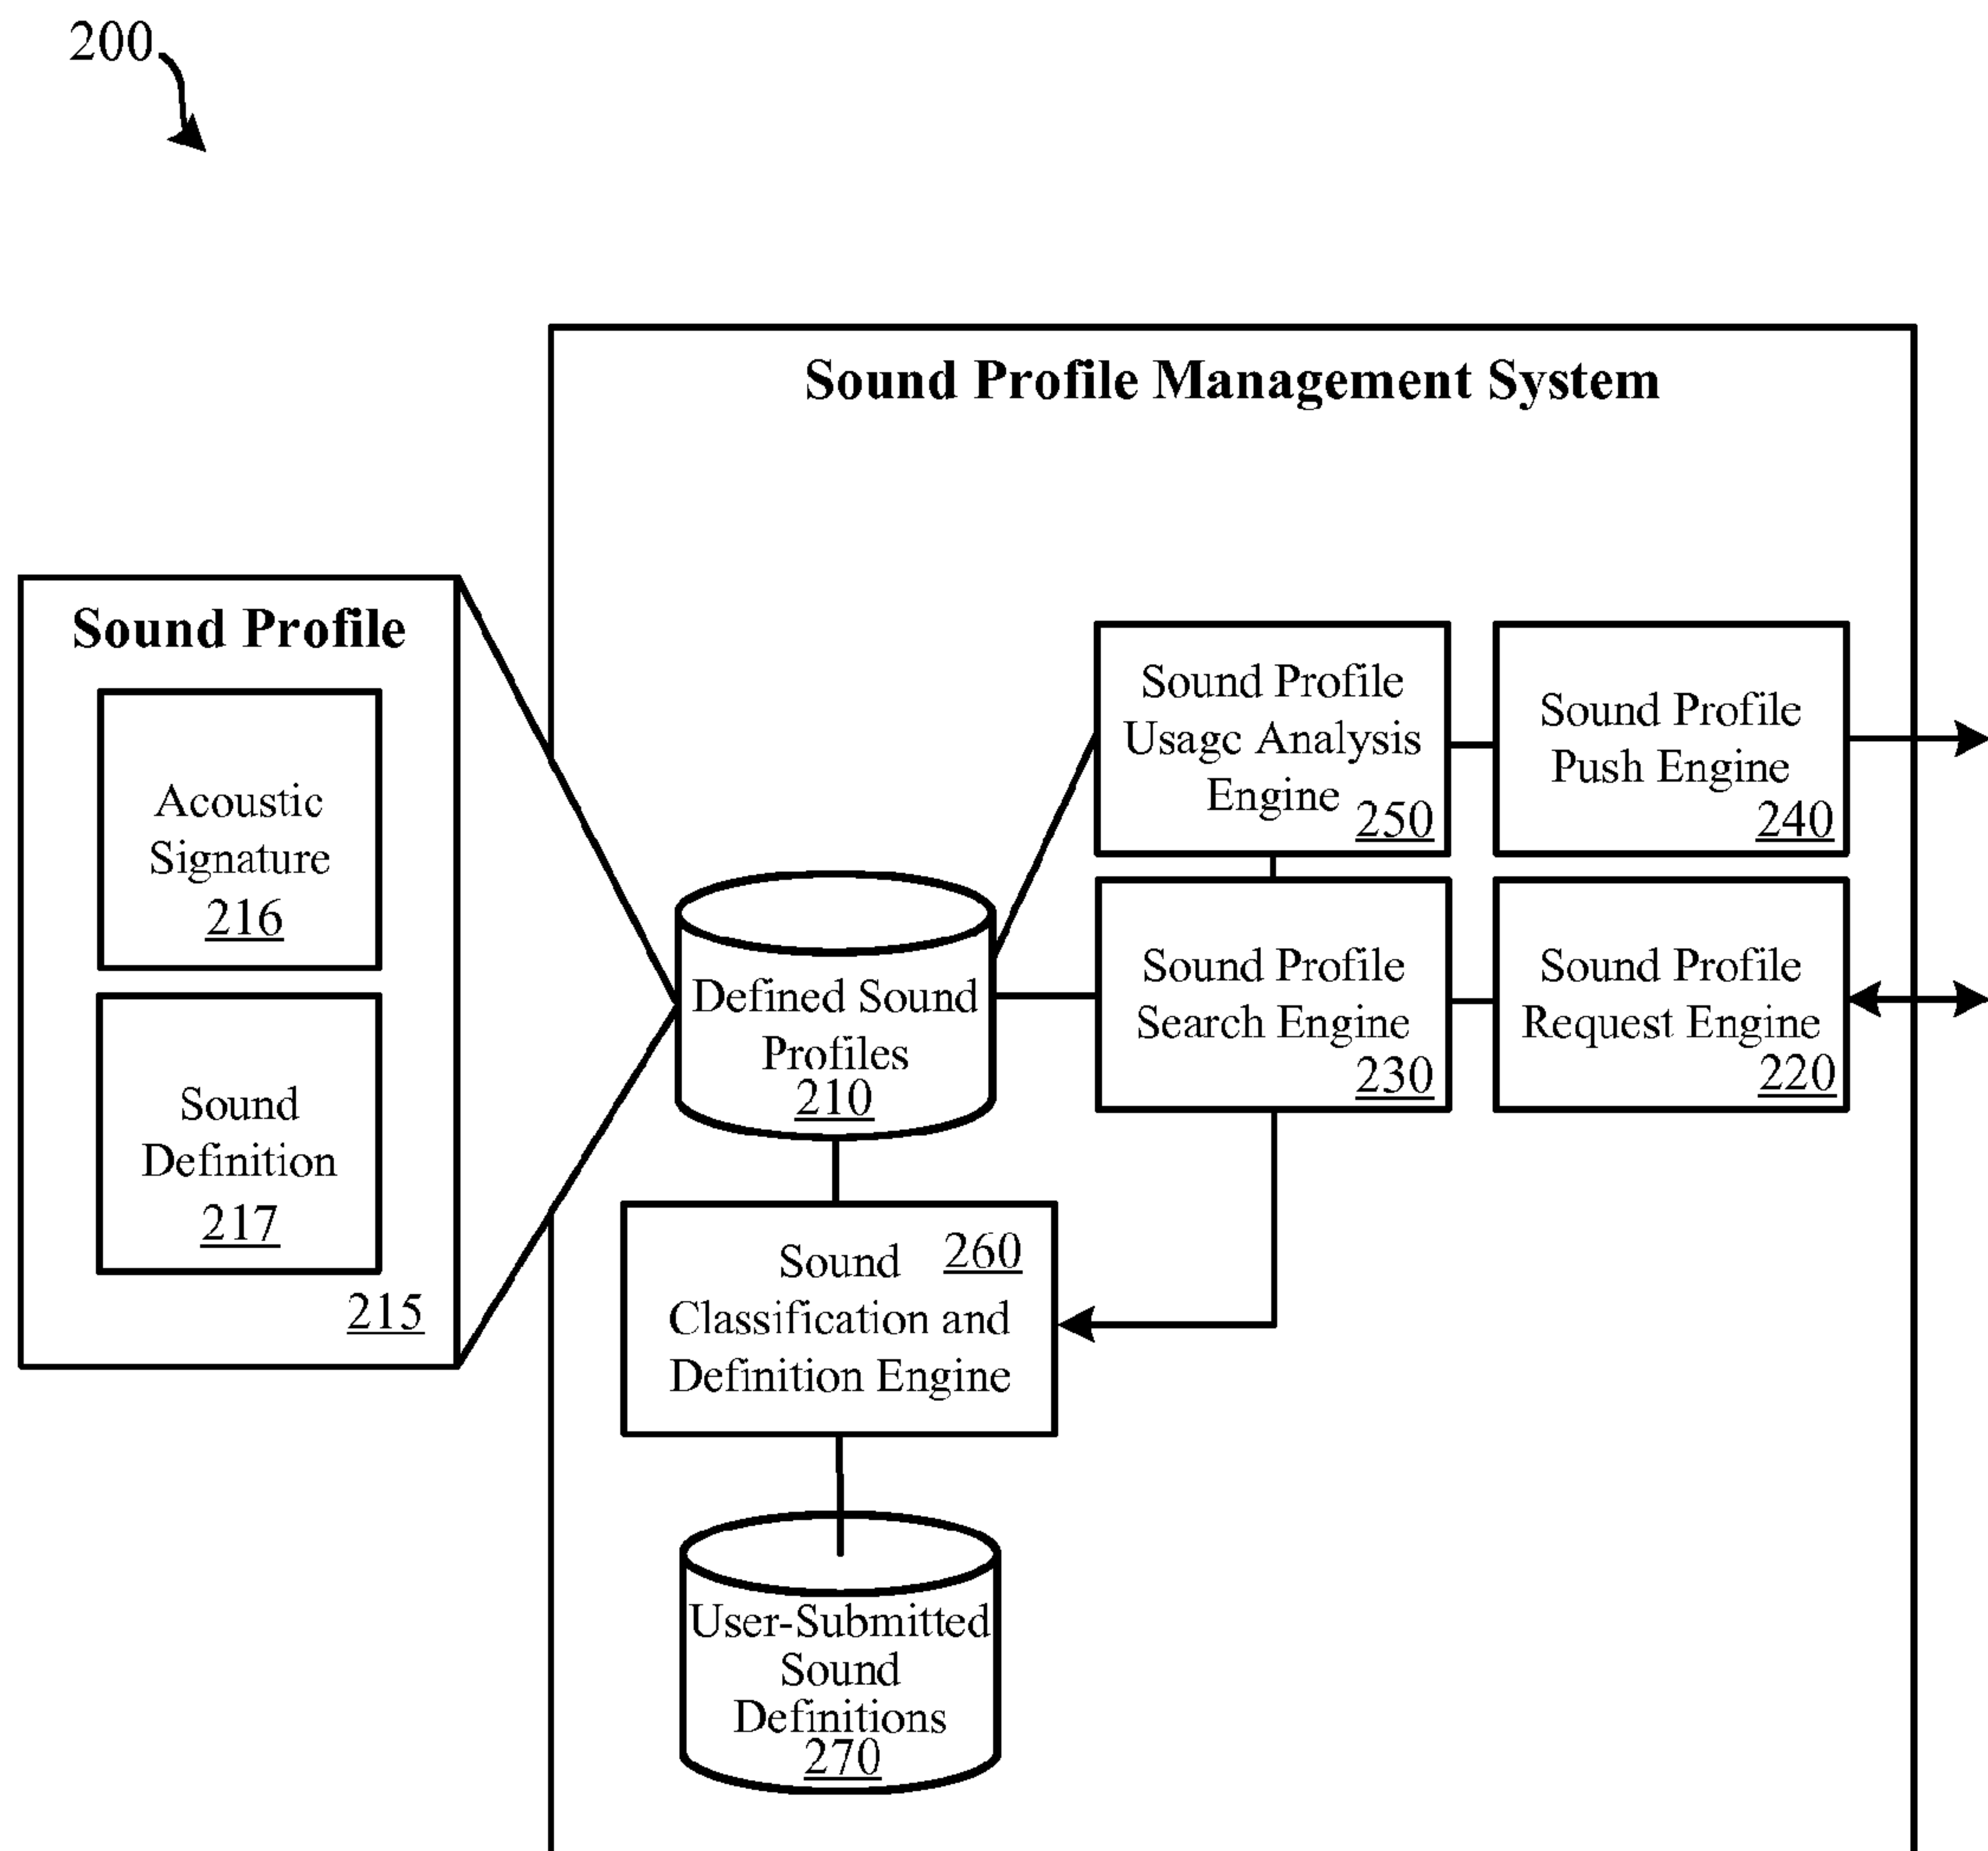 200
Sound Profile Management System
Sound Profile
Acoustic
Signature
216
Sound
Definition
217
215
Defined Sound
Profiles
210
Sound Profile
Usage Analysis
Engine
250
Sound Profile
Push Engine
240
Sound Profile
Search Engine
230
Sound Profile
Request Engine
220
Sound
260
Classification and
Definition Engine
User-Submitted
Sound
Definitions
270